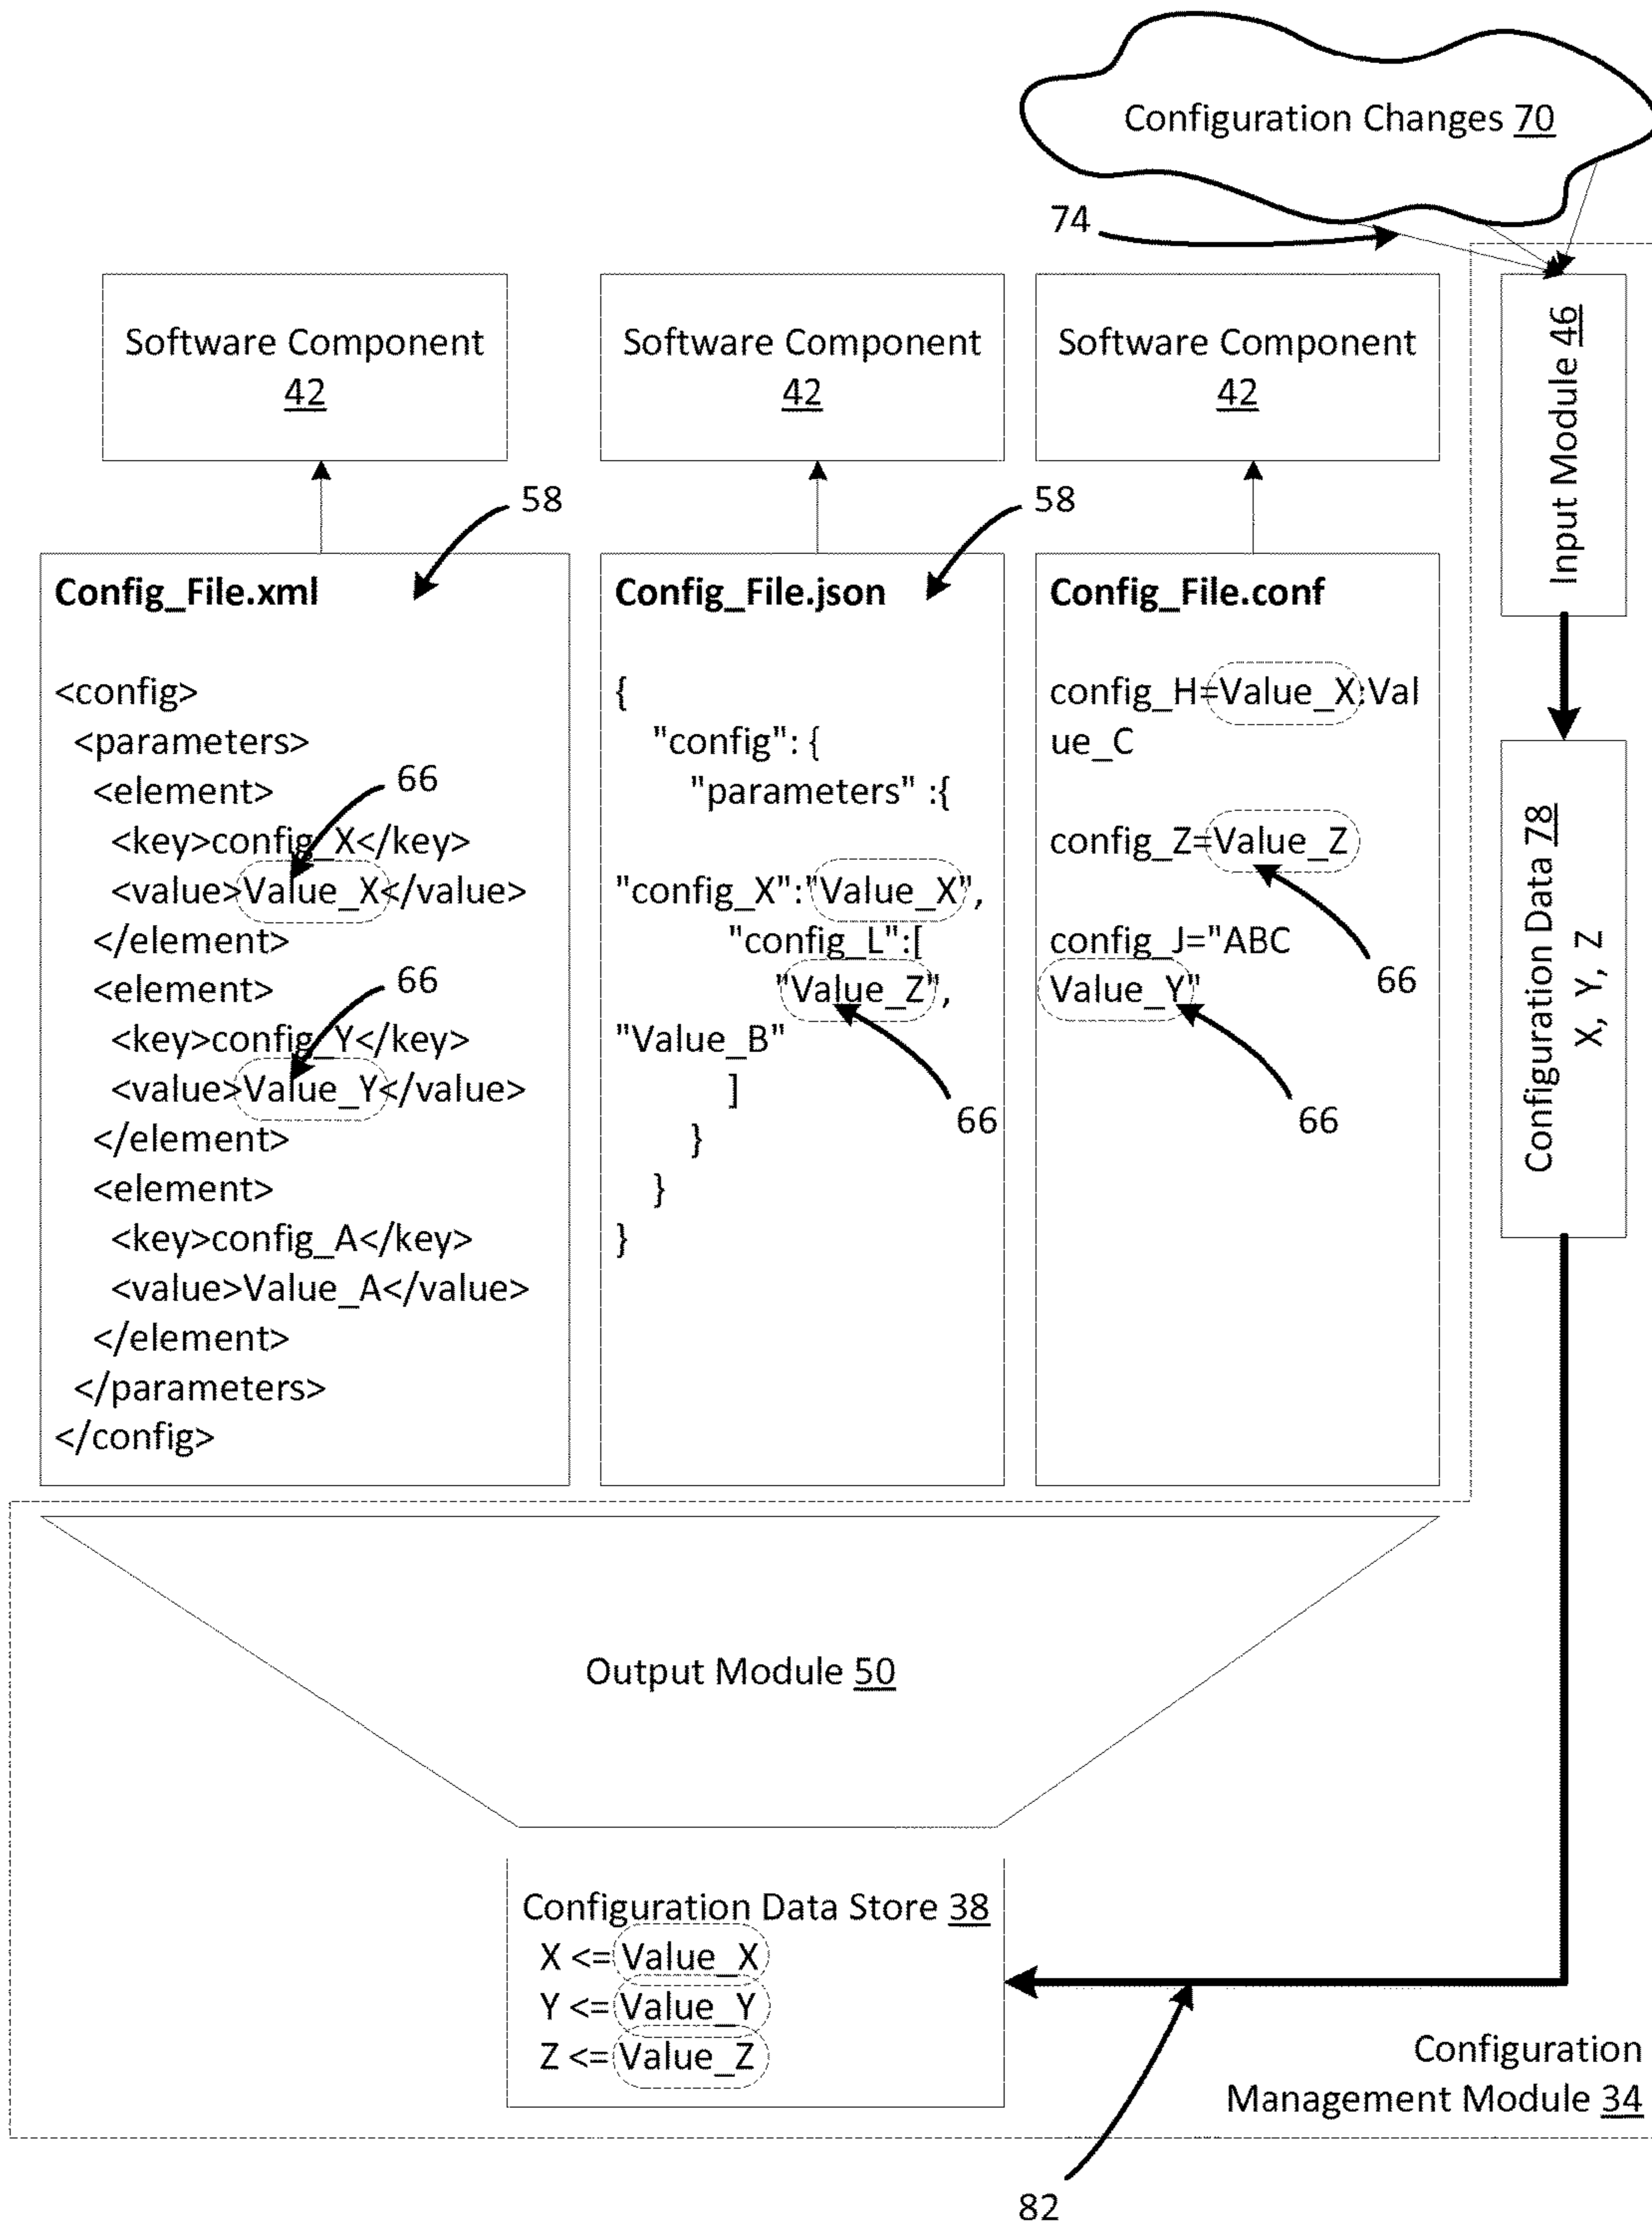 Configuration Changes 70
74
Software Component
42
Software Component
42
Software Component
42
Input Module 46
58
58
Config_File.xml
<config>
<parameters>
<element>
<key>config_X</key>
<value>Value_X</value>
</element>
<element>
<key>config_Y</key>
<value>Value_Y</value>
</element>
<element>
<key>config_A</key>
<value>Value_A</value>
</element>
</parameters>
</config>
66
66
Config_File.json
{
"config": {
"parameters" :{
"config_X":"Value_X",
"config_L":[
"Value_Z",
"Value_B"
]
}
}
}
66
Config_File.conf
config_H=Value_X:Val
ue_C
config_Z=Value_Z
config_J="ABC
Value_Y"
66
66
Configuration Data 78
X, Y, Z
Output Module 50
Configuration Data Store 38
X <= Value_X
Y <= Value_Y
Z <= Value_Z
Configuration
Management Module 34
82